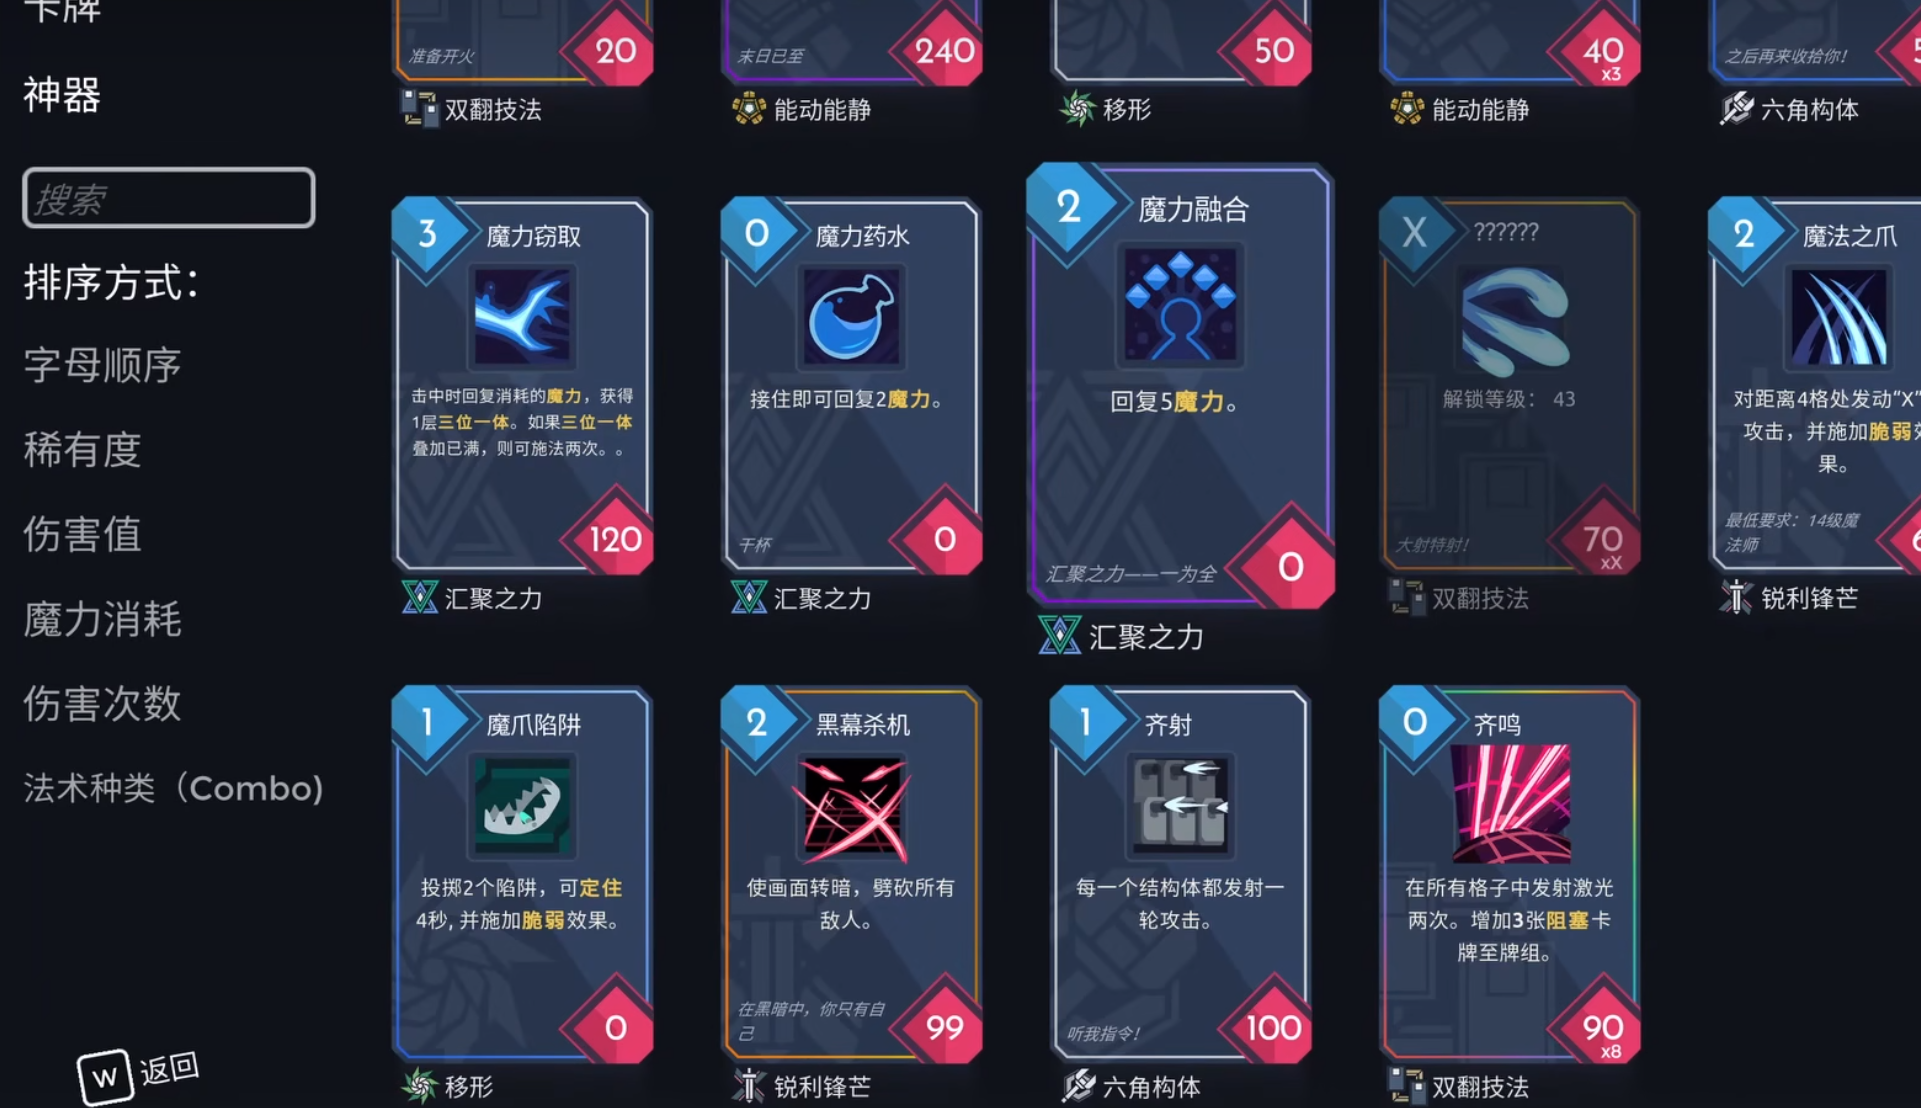 卡牌
神器
搜索
排序方式：
字母顺序
稀有度
伤害值
魔力消耗
伤害次数
法术种类（Combo)
W 返回
准备开火
20
双翻技法
末日已至
240
能动能静
50
移形
40
x3
能动能静
之后再来收拾你！
六角构体
3
魔力窃取
击中时回复消耗的魔力，获得
1层三位一体。如果三位一体
叠加已满，则可施法两次。。
120
汇聚之力
0
魔力药水
接住即可回复2魔力。
干杯
0
汇聚之力
2
魔力融合
回复5魔力。
汇聚之力——一为全
0
汇聚之力
X
??????
解锁等级： 43
大射特射！
70
xX
双翻技法
2
魔法之爪
对距离4格处发动“X”
攻击，并施加脆弱效
果。
最低要求：14级魔
法师
锐利锋芒
1
魔爪陷阱
投掷2个陷阱，可定住
4秒, 并施加脆弱效果。
0
移形
2
黑幕杀机
使画面转暗，劈砍所有
敌人。
在黑暗中，你只有自
己
99
锐利锋芒
1
齐射
每一个结构体都发射一
轮攻击。
听我指令！
100
六角构体
0
齐鸣
在所有格子中发射激光
两次。增加3张阻塞卡
牌至牌组。
90
x8
双翻技法